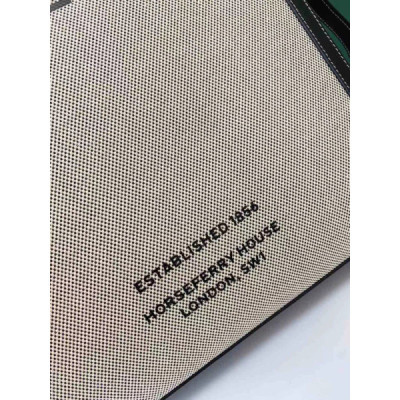 ESTABLISHED 1856
HORSEFERRY HOUSE
LONDON, SW1